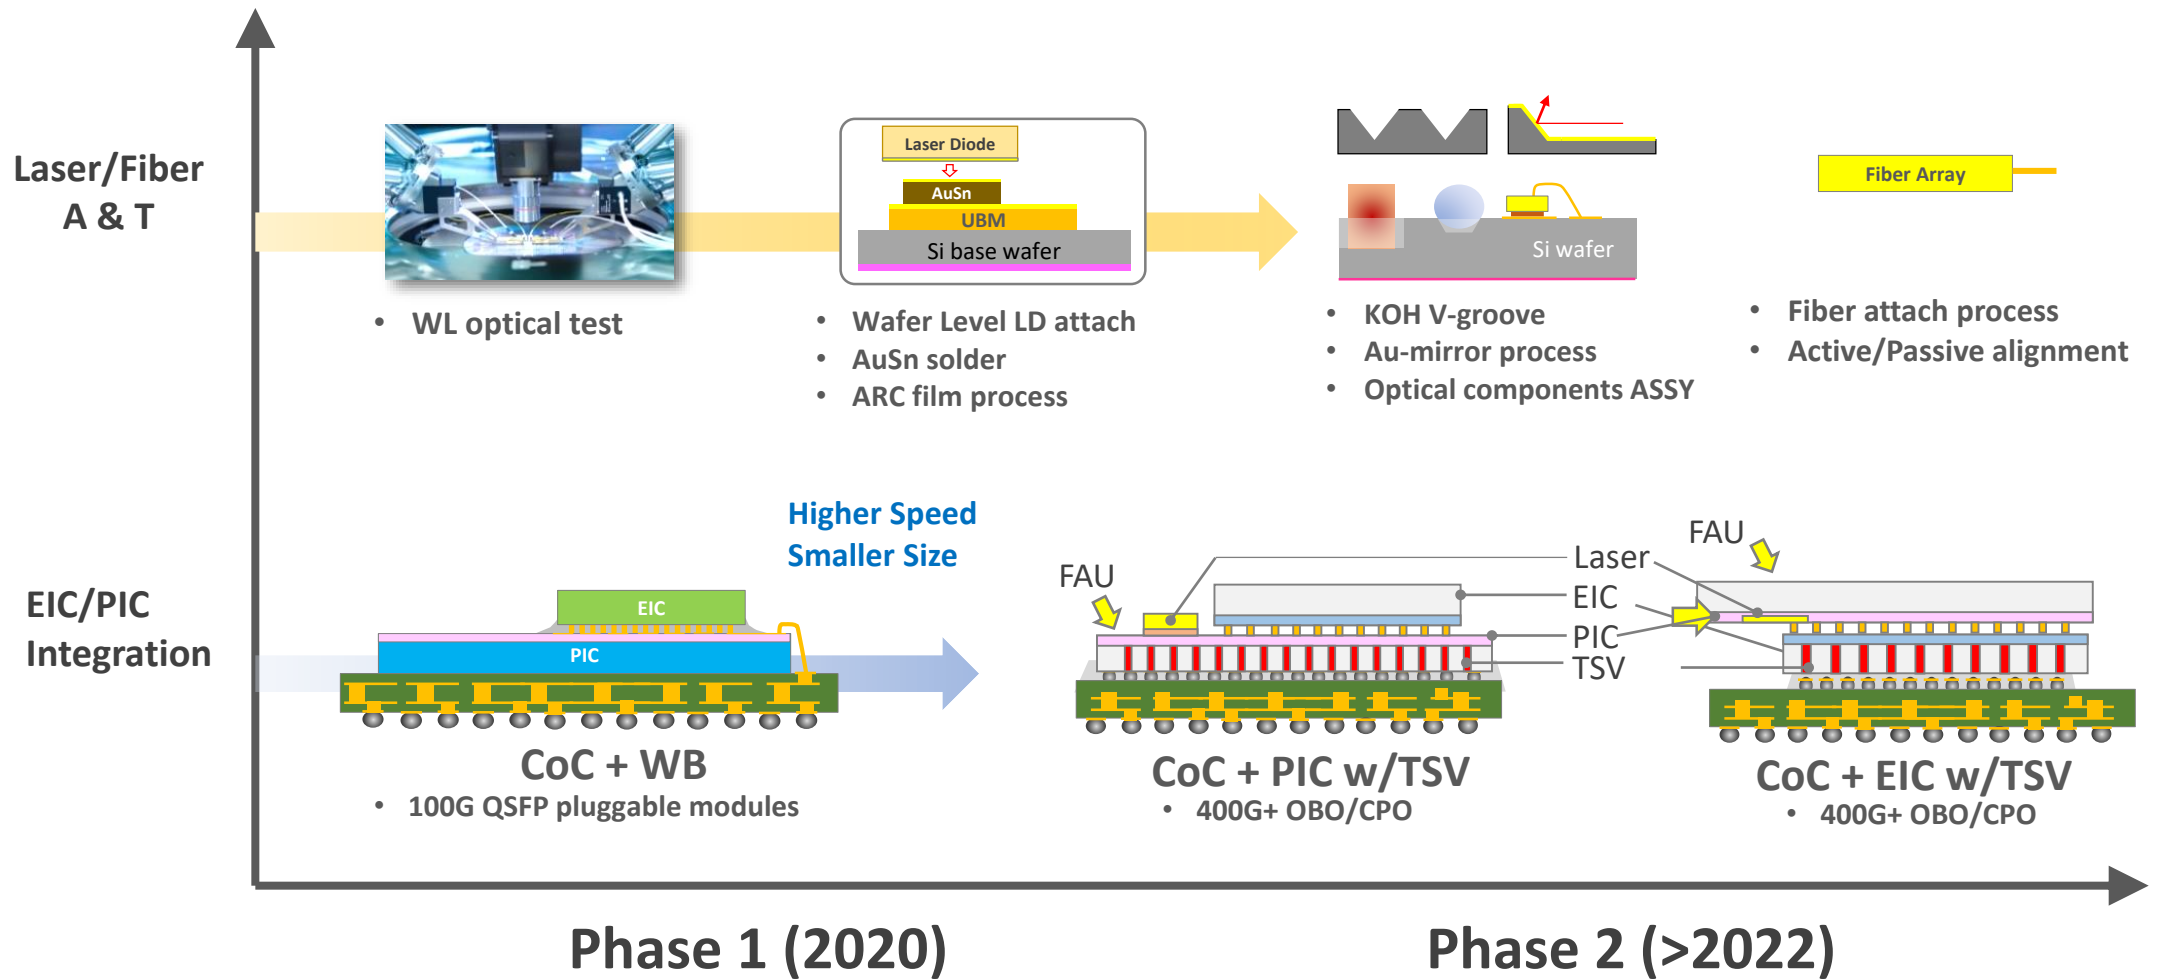 Laser/Fiber
A & T
Laser Diode
AuSn
UBM
Si base wafer
Si wafer
Fiber Array
• WL optical test
• Wafer Level LD attach
• AuSn solder
• ARC film process
• KOH V-groove
• Au-mirror process
• Optical components ASSY
• Fiber attach process
• Active/Passive alignment
EIC/PIC
Integration
Higher Speed
Smaller Size
EIC
PIC
FAU
Laser
EIC
PIC
TSV
FAU
CoC + WB
• 100G QSFP pluggable modules
CoC + PIC w/TSV
• 400G+ OBO/CPO
CoC + EIC w/TSV
• 400G+ OBO/CPO
Phase 1 (2020)
Phase 2 (>2022)